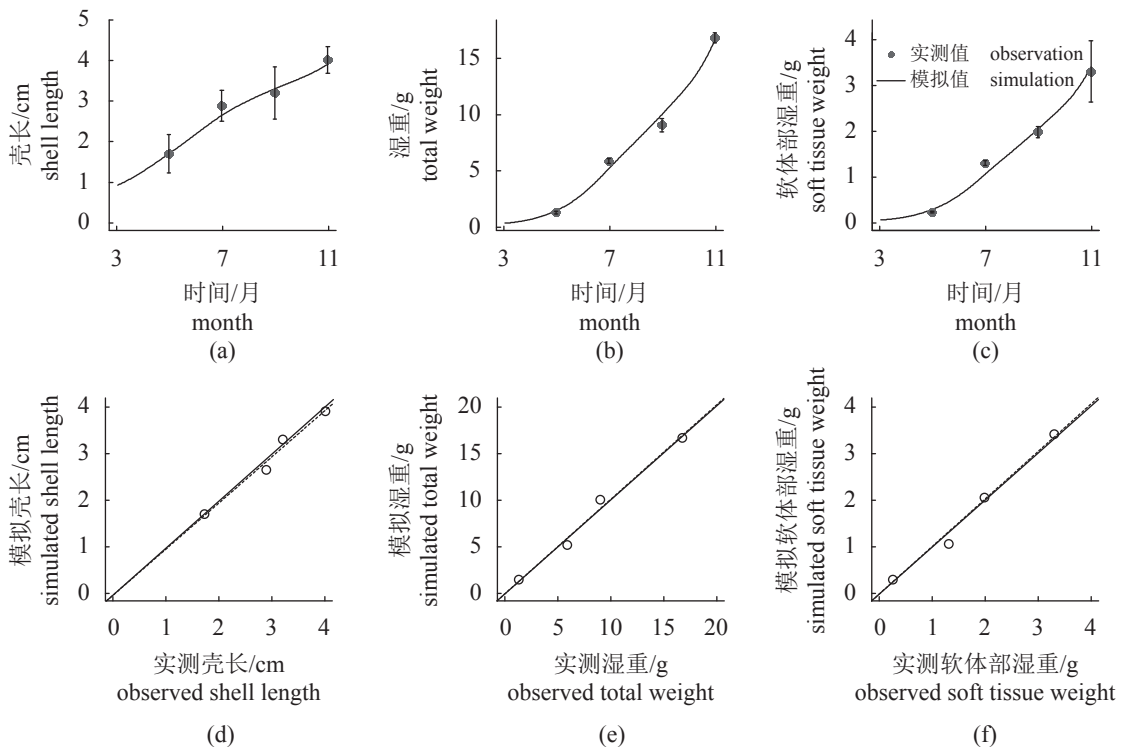 5
4
3
2
1
0
壳长/cm
shell length
3
7
11
时间/月
month
(a)
15
10
5
0
湿重/g
total weight
3
7
11
时间/月
month
(b)
4
3
2
1
0
软体部湿重/g
soft tissue weight
实测值 observation
模拟值 simulation
3
7
11
时间/月
month
(c)
4
3
2
1
0
模拟壳长/cm
simulated shell length
0 1 2 3 4
实测壳长/cm
observed shell length
(d)
20
15
10
5
0
模拟湿重/g
simulated total weight
0 5 10 15 20
实测湿重/g
observed total weight
(e)
4
3
2
1
0
模拟软体部湿重/g
simulated soft tissue weight
0 1 2 3 4
实测软体部湿重/g
observed soft tissue weight
(f)